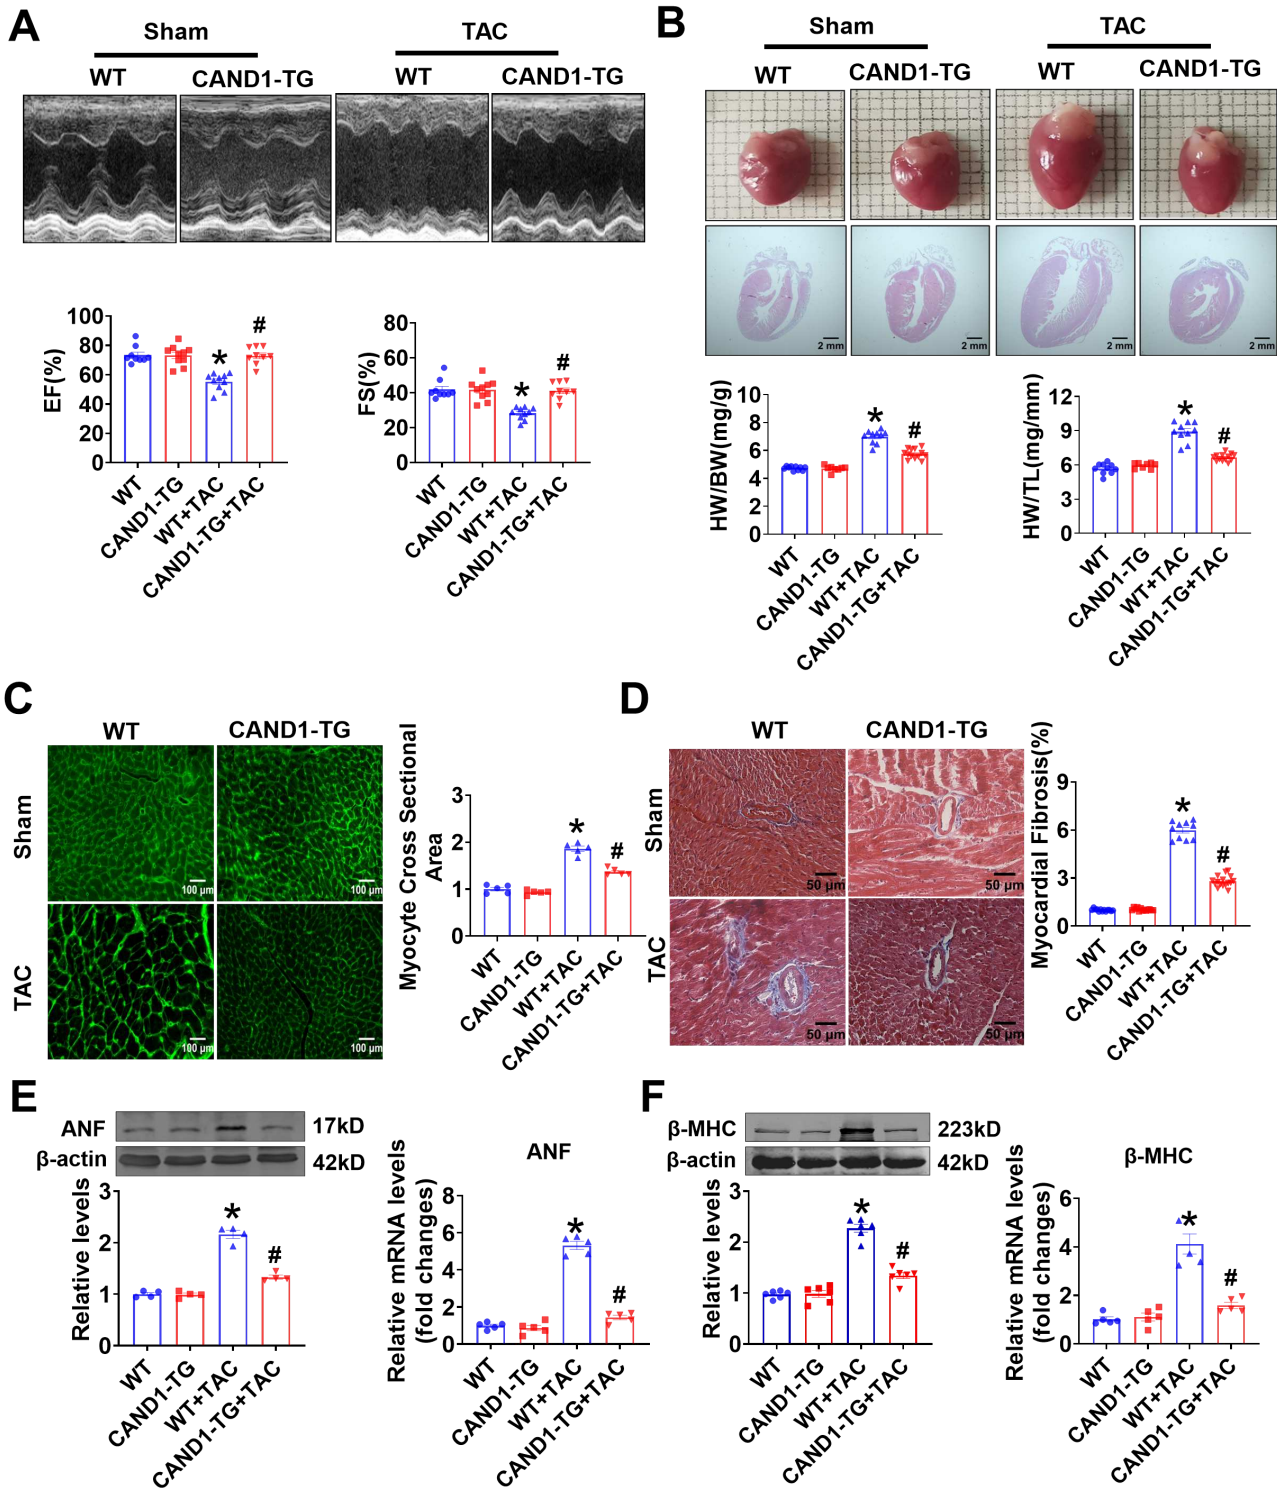 A
Sham
TAC
WT
CAND1-TG
WT
CAND1-TG
EF(%)
100
80
60
40
20
0
WT
CAND1-TG
WT+TAC
CAND1-TG+TAC
*
#
FS(%)
80
60
40
20
0
WT
CAND1-TG
WT+TAC
CAND1-TG+TAC
*
#
B
Sham
TAC
WT
CAND1-TG
WT
CAND1-TG
2 mm
2 mm
2 mm
2 mm
HW/BW(mg/g)
10
8
6
4
2
0
WT
CAND1-TG
WT+TAC
CAND1-TG+TAC
*
#
HW/TL(mg/mm)
12
9
6
3
0
WT
CAND1-TG
WT+TAC
CAND1-TG+TAC
*
#
C
WT
CAND1-TG
Sham
TAC
100 μm
100 μm
100 μm
100 μm
Myocyte Cross Sectional
Area
3
2
1
0
WT
CAND1-TG
WT+TAC
CAND1-TG+TAC
*
#
D
WT
CAND1-TG
Sham
TAC
50 μm
50 μm
50 μm
50 μm
Myocardial Fibrosis(%)
9
6
3
0
WT
CAND1-TG
WT+TAC
CAND1-TG+TAC
*
#
E
ANF
17kD
β-actin
42kD
Relative levels
3
2
1
0
WT
CAND1-TG
WT+TAC
CAND1-TG+TAC
*
#
ANF
Relative mRNA levels
(fold changes)
8
6
4
2
0
WT
CAND1-TG
WT+TAC
CAND1-TG+TAC
*
#
F
β-MHC
223kD
β-actin
42kD
Relative levels
3
2
1
0
WT
CAND1-TG
WT+TAC
CAND1-TG+TAC
*
#
β-MHC
Relative mRNA levels
(fold changes)
6
4
2
0
WT
CAND1-TG
WT+TAC
CAND1-TG+TAC
*
#